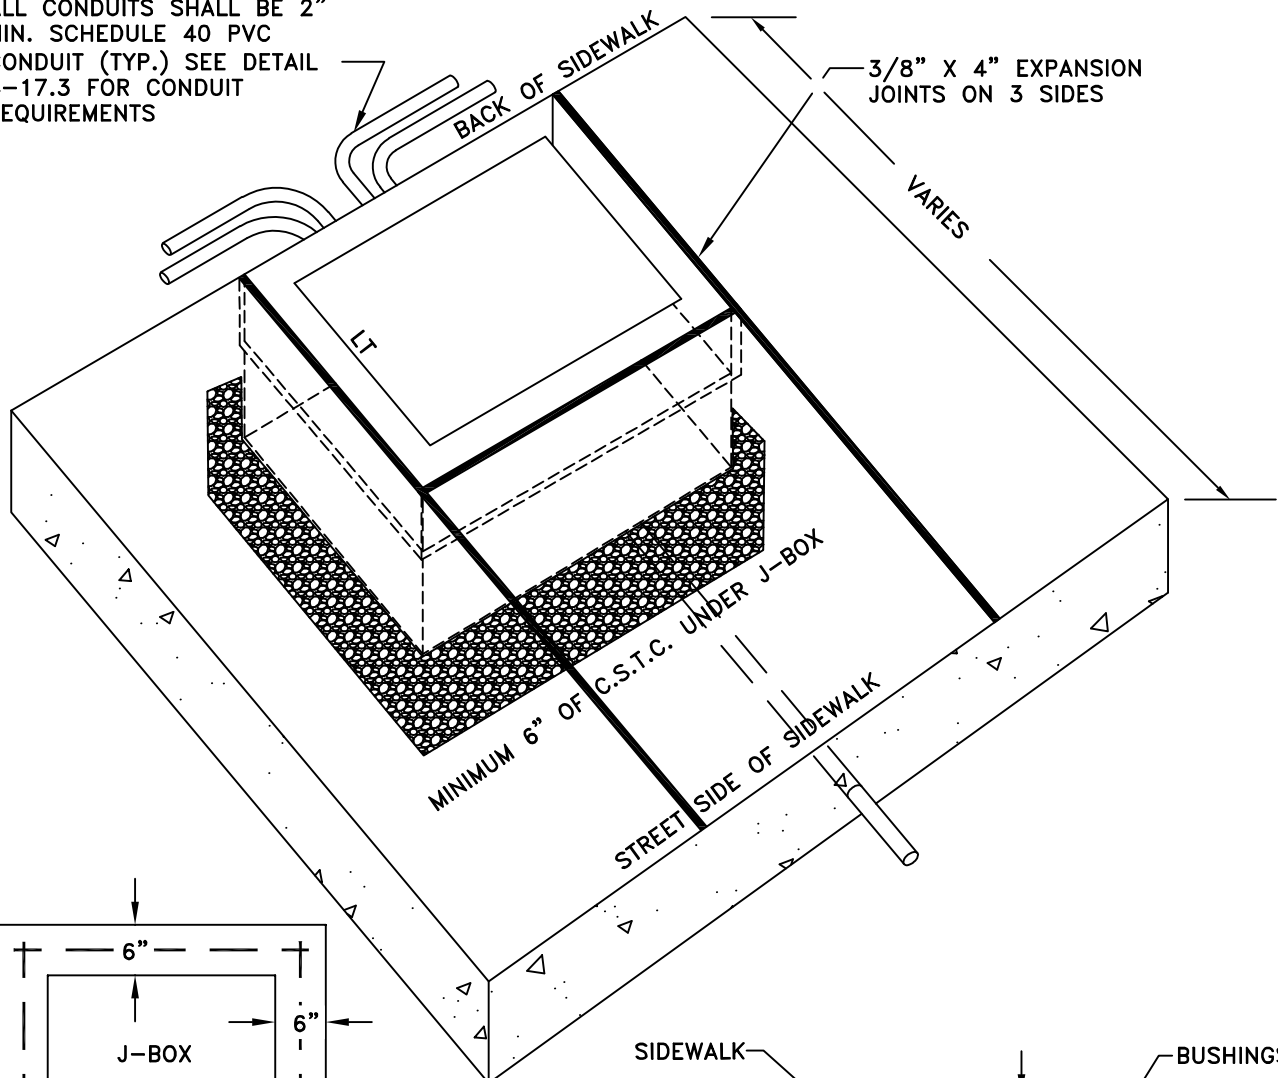 ALL CONDUITS SHALL BE 2"
MIN. SCHEDULE 40 PVC
CONDUIT (TYP.) SEE DETAIL
-17.3 FOR CONDUIT
REQUIREMENTS
BACK OF SIDEWALK
3/8" X 4" EXPANSION
JOINTS ON 3 SIDES
VARIES
LT
MINIMUM 6" OF C.S.T.C. UNDER J-BOX
STREET SIDE OF SIDEWALK
6"
6"
J-BOX
SIDEWALK
BUSHINGS